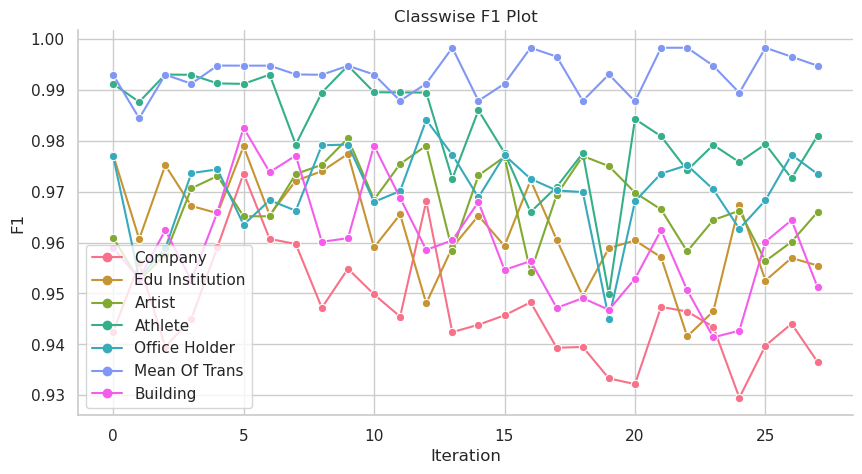 Classwise F1 Plot
1.00
0.99
0.98
0.97
0.96
0.95
0.94
0.93
F1
Company
Edu Institution
Artist
Athlete
Office Holder
Mean Of Trans
Building
0 5 10 15 20 25
Iteration